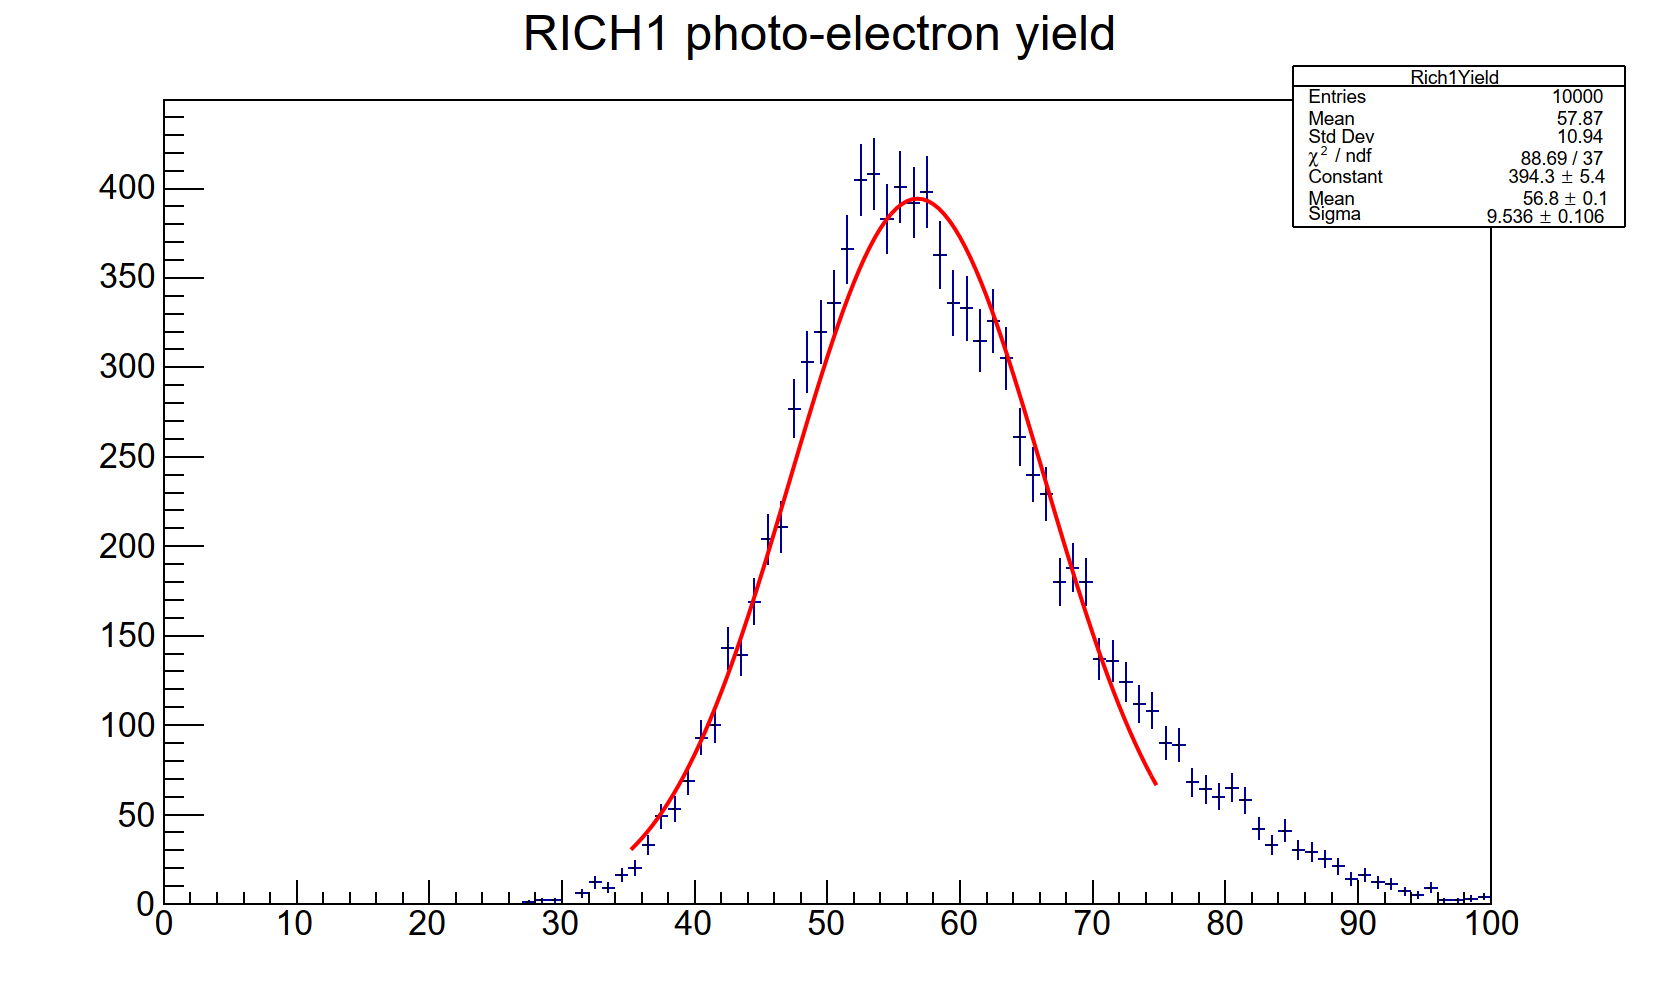 RICH1 photo-electron yield
Rich1Yield
Entries 10000
Mean 57.87
Std Dev 10.94
χ² / ndf 88.69 / 37
Constant 394.3 ± 5.4
Mean 56.8 ± 0.1
Sigma 9.536 ± 0.106
400
350
300
250
200
150
100
50
0
0 10 20 30 40 50 60 70 80 90 100